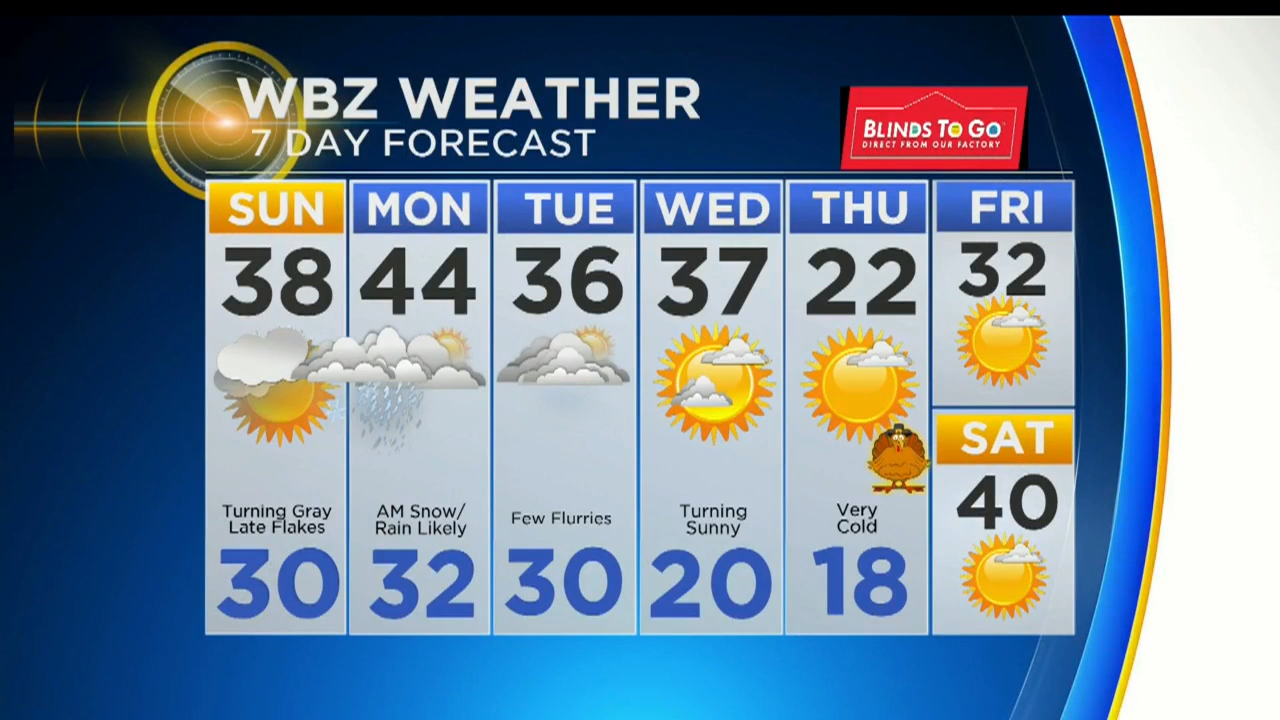 WBZ WEATHER
7 DAY FORECAST
BLINDS TO GO
DIRECT FROM OUR FACTORY
SUN
38
Turning Gray
Late Flakes
30
MON
44
AM Snow/
Rain Likely
32
TUE
36
Few Flurries
30
WED
37
Turning
Sunny
20
THU
22
Very
Cold
18
FRI
32
SAT
40